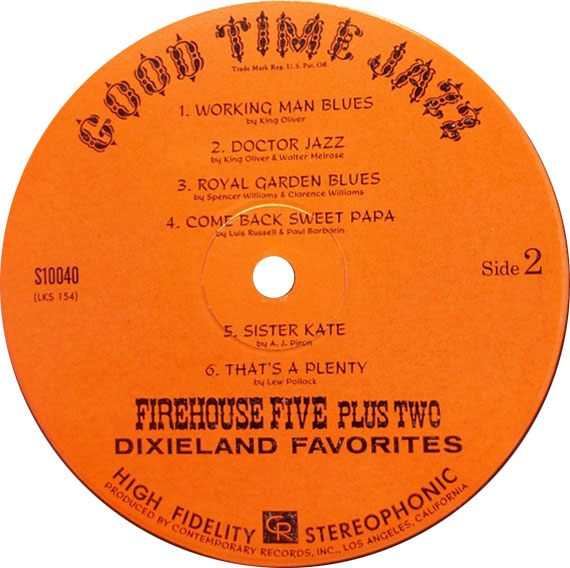 GOOD TIME JAZZ
Trade Mark Reg. U.S. Pat. Off.
1. WORKING MAN BLUES
by King Oliver
2. DOCTOR JAZZ
by King Oliver & Walter Melrose
3. ROYAL GARDEN BLUES
by Spencer Williams & Clarence Williams
4. COME BACK SWEET PAPA
by Luis Russell & Paul Barbarin
S10040
(LKS 154)
Side 2
5. SISTER KATE
by A. J. Piron
6. THAT'S A PLENTY
by Lew Pollack
FIREHOUSE FIVE PLUS TWO
DIXIELAND FAVORITES
HIGH FIDELITY CR STEREOPHONIC
PRODUCED BY CONTEMPORARY RECORDS, INC., LOS ANGELES, CALIFORNIA